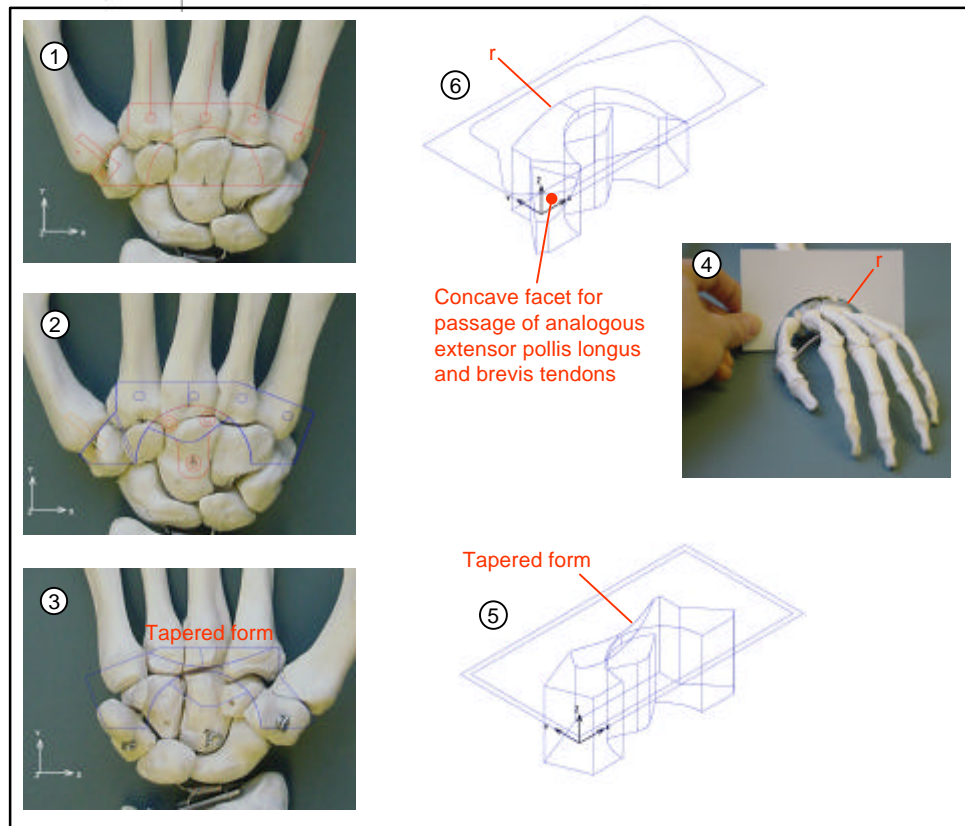 1
r
6
4
r
Concave facet for
passage of analogous
extensor pollis longus
and brevis tendons
2
3
Tapered form
Tapered form
5